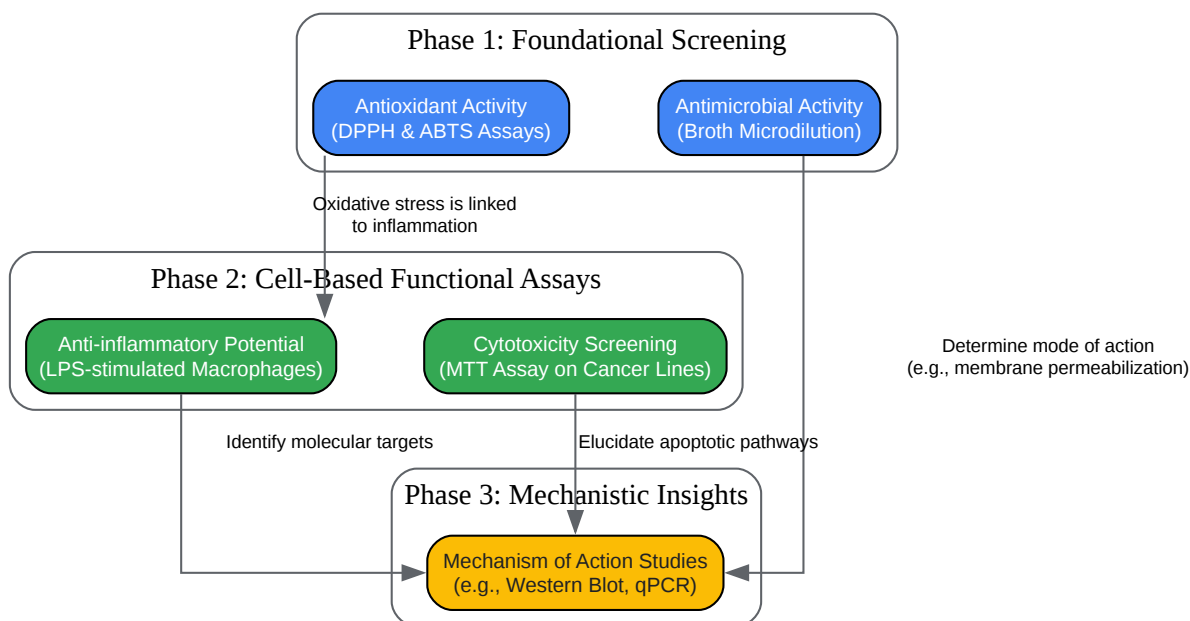 Phase 1: Foundational Screening
Antioxidant Activity
(DPPH & ABTS Assays)
Antimicrobial Activity
(Broth Microdilution)
Oxidative stress is linked
to inflammation
Phase 2: Cell-Based Functional Assays
Anti-inflammatory Potential
(LPS-stimulated Macrophages)
Cytotoxicity Screening
(MTT Assay on Cancer Lines)
Determine mode of action
(e.g., membrane permeabilization)
Identify molecular targets
Elucidate apoptotic pathways
Phase 3: Mechanistic Insights
Mechanism of Action Studies
(e.g., Western Blot, qPCR)